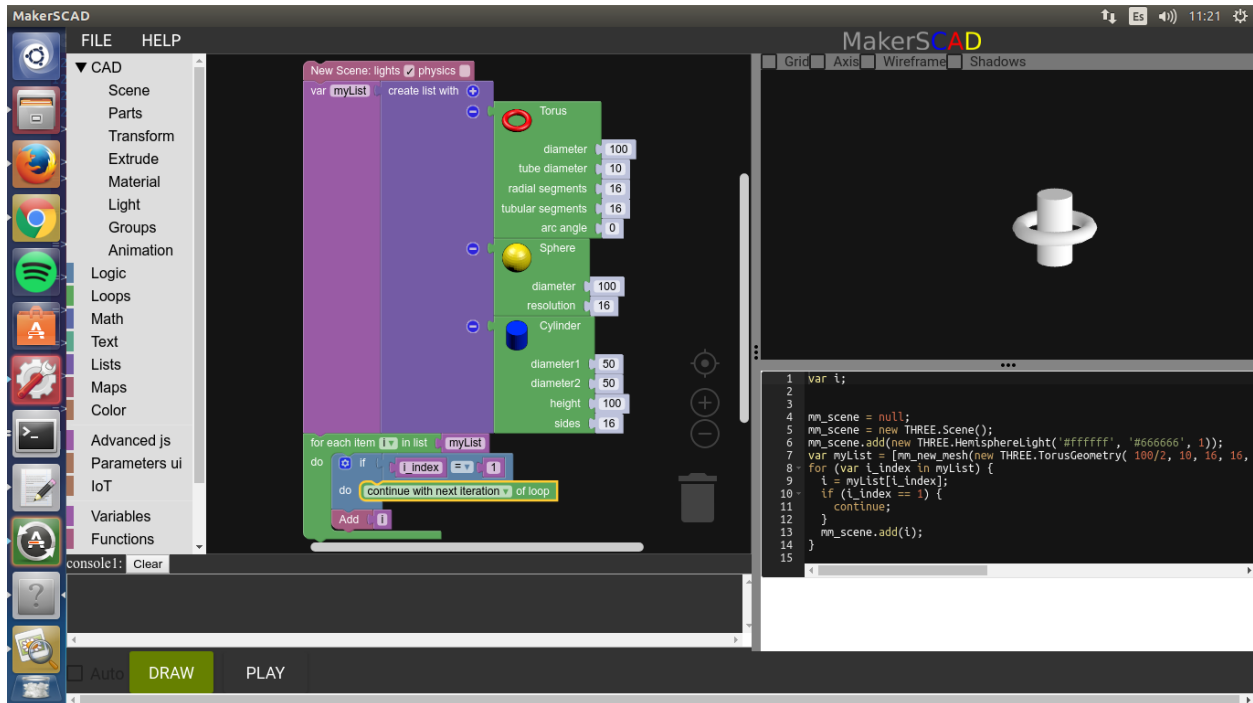 MakerSCAD
Es 11:21
FILE HELP
MakerSCAD
CAD
Scene
Parts
Transform
Extrude
Material
Light
Groups
Animation
Logic
Loops
Math
Text
Lists
Maps
Color
Advanced js
Parameters ui
IoT
Variables
Functions
New Scene: lights physics
var myList create list with
Torus
diameter 100
tube diameter 10
radial segments 16
tubular segments 16
arc angle 0
Sphere
diameter 100
resolution 16
Cylinder
diameter1 50
diameter2 50
height 100
sides 16
for each item i in list myList
do if i_index = 1
do continue with next iteration of loop
Add i
Grid Axis Wireframe Shadows
1 var i;
2
3
4 mm_scene = null;
5 mm_scene = new THREE.Scene();
6 mm_scene.add(new THREE.HemisphereLight('#ffffff', '#666666', 1));
7 var myList = [mm_new_mesh(new THREE.TorusGeometry( 100/2, 10, 16, 16,
8 for (var i_index in myList) {
9 i = myList[i_index];
10 if (i_index == 1) {
11 continue;
12 }
13 mm_scene.add(i);
14 }
15
console1: Clear
Auto DRAW PLAY